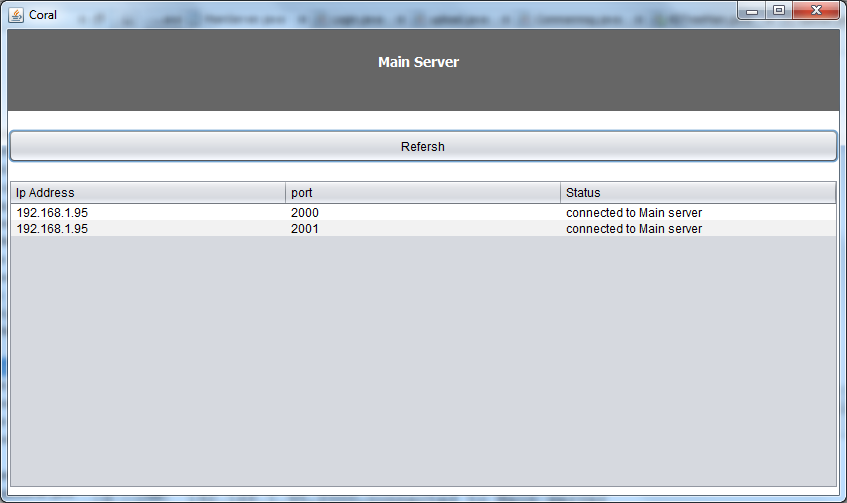 Coral
Main Server
Refersh
Ip Address port Status
192.168.1.95 2000 connected to Main server
192.168.1.95 2001 connected to Main server